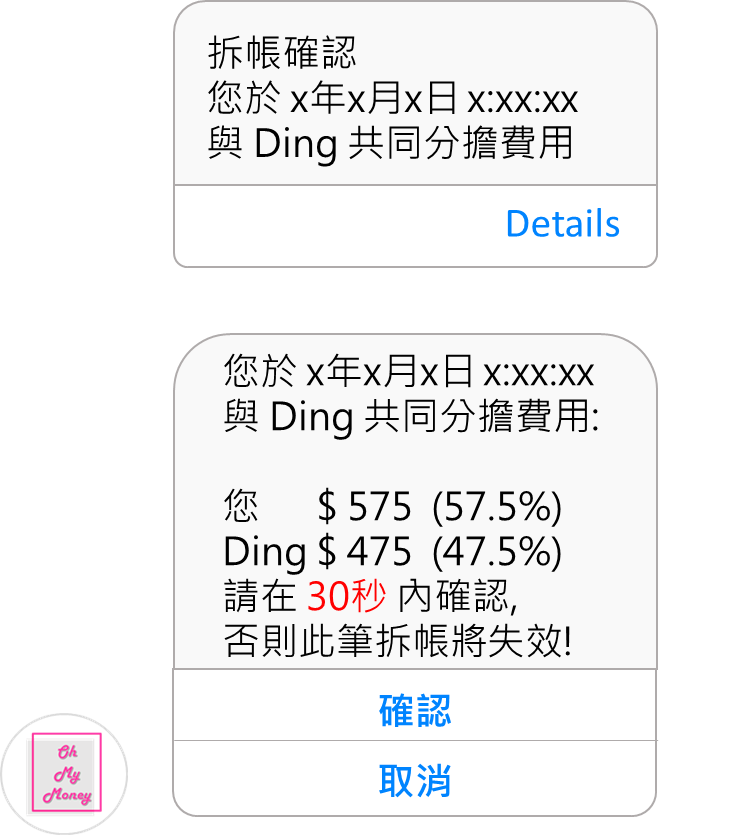 拆帳確認
您於 x年x月x日 x:xx:xx
與 Ding 共同分擔費用
Details
您於 x年x月x日 x:xx:xx
與 Ding 共同分擔費用:
您 $ 575 (57.5%)
Ding $ 475 (47.5%)
請在 30秒 內確認,
否則此筆拆帳將失效!
確認
取消
Oh
My
Money